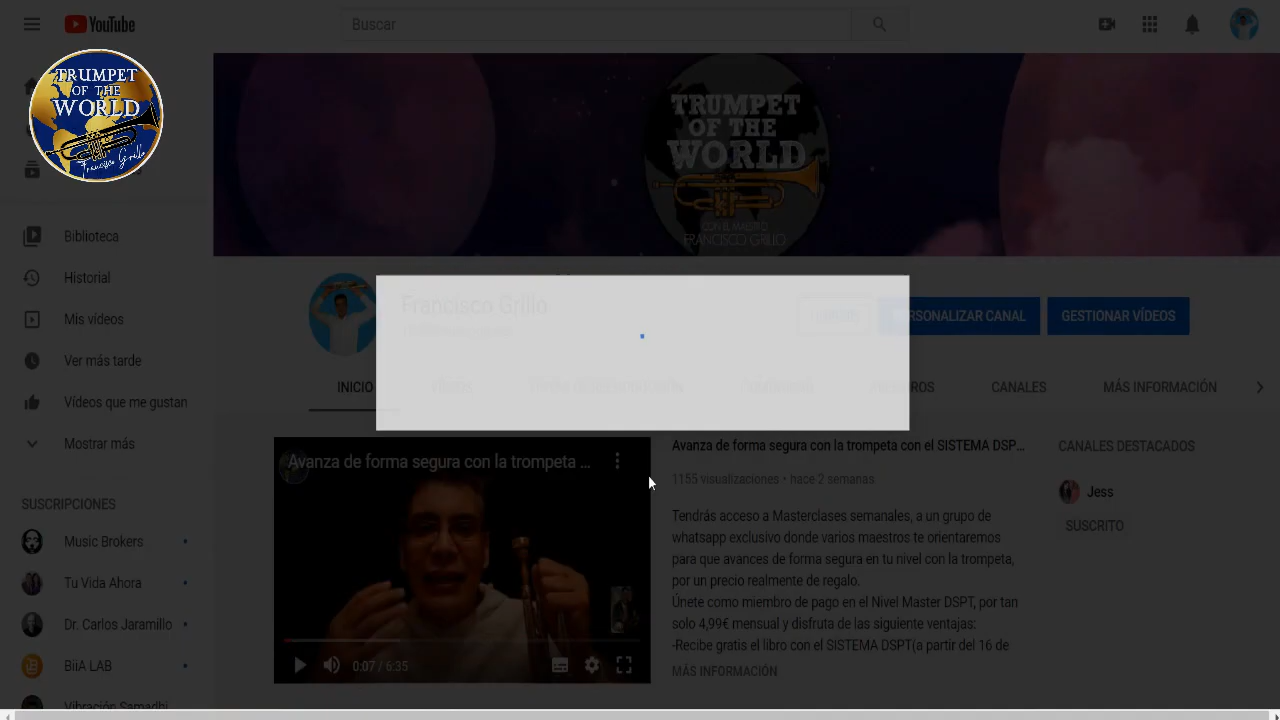 YouTube
Buscar
TRUMPET
OF THE
WORLD
Francisco Grillo
TRUMPET
OF THE
WORLD
CON EL MAESTRO
FRANCISCO GRILLO
Biblioteca
Historial
Mis vídeos
Ver más tarde
Vídeos que me gustan
Mostrar más
SUSCRIPCIONES
Music Brokers
Tu Vida Ahora
Dr. Carlos Jaramillo
BiiA LAB
Vibración Samadhi
Francisco Grillo
PERSONALIZAR CANAL
GESTIONAR VÍDEOS
INICIO
CANALES
MÁS INFORMACIÓN
Avanza de forma segura con la trompeta ...
0:07 / 6:35
Avanza de forma segura con la trompeta con el SISTEMA DSP...
1155 visualizaciones • hace 2 semanas
Tendrás acceso a Masterclases semanales, a un grupo de
whatsapp exclusivo donde varios maestros te orientaremos
para que avances de forma segura en tu nivel con la trompeta,
por un precio realmente de regalo.
Únete como miembro de pago en el Nivel Master DSPT, por tan
solo 4,99€ mensual y disfruta de las siguiente ventajas:
-Recibe gratis el libro con el SISTEMA DSPT(a partir del 16 de
MÁS INFORMACIÓN
CANALES DESTACADOS
Jess
SUSCRITO